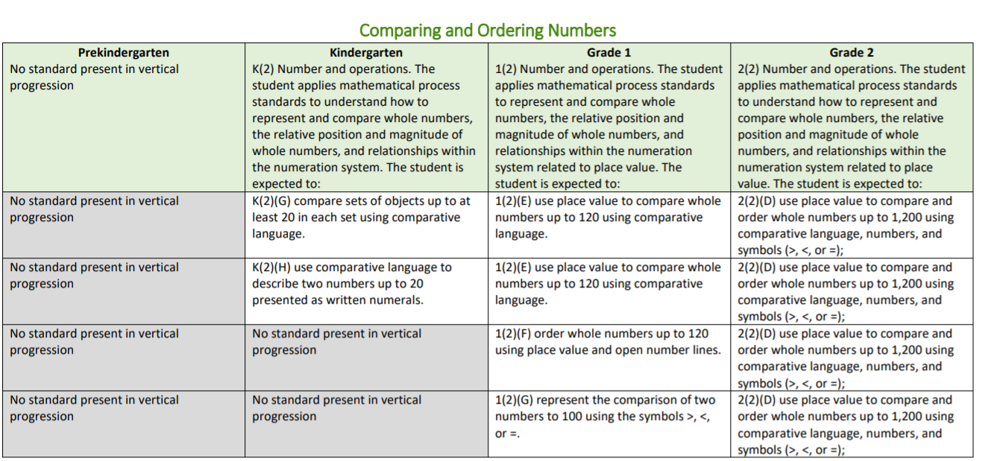 Comparing and Ordering Numbers
Prekindergarten
No standard present in vertical
progression
Kindergarten
K(2) Number and operations. The
student applies mathematical process
standards to understand how to
represent and compare whole numbers,
the relative position and magnitude of
whole numbers, and relationships within
the numeration system. The student is
expected to:
Grade 1
1(2) Number and operations. The student
applies mathematical process standards
to represent and compare whole
numbers, the relative position and
magnitude of whole numbers, and
relationships within the numeration
system related to place value. The
student is expected to:
Grade 2
2(2) Number and operations. The student
applies mathematical process standards
to understand how to represent and
compare whole numbers, the relative
position and magnitude of whole
numbers, and relationships within the
numeration system related to place
value. The student is expected to:
No standard present in vertical
progression
K(2)(G) compare sets of objects up to at
least 20 in each set using comparative
language.
1(2)(E) use place value to compare whole
numbers up to 120 using comparative
language.
2(2)(D) use place value to compare and
order whole numbers up to 1,200 using
comparative language, numbers, and
symbols (>, <, or =);
No standard present in vertical
progression
K(2)(H) use comparative language to
describe two numbers up to 20
presented as written numerals.
1(2)(E) use place value to compare whole
numbers up to 120 using comparative
language.
2(2)(D) use place value to compare and
order whole numbers up to 1,200 using
comparative language, numbers, and
symbols (>, <, or =);
No standard present in vertical
progression
No standard present in vertical
progression
1(2)(F) order whole numbers up to 120
using place value and open number lines.
2(2)(D) use place value to compare and
order whole numbers up to 1,200 using
comparative language, numbers, and
symbols (>, <, or =);
No standard present in vertical
progression
No standard present in vertical
progression
1(2)(G) represent the comparison of two
numbers to 100 using the symbols >, <,
or =.
2(2)(D) use place value to compare and
order whole numbers up to 1,200 using
comparative language, numbers, and
symbols (>, <, or =);